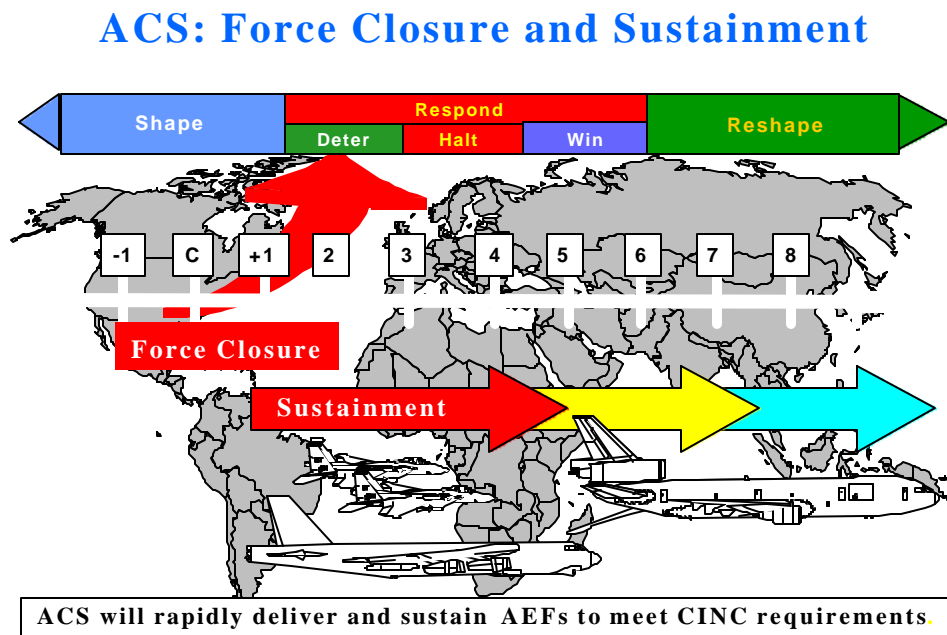 ACS: Force Closure and Sustainment
Respond
Shape
Reshape
Deter Halt Win
-1 C +1 2 3 4 5 6 7 8
Force Closure
Sustainment
ACS will rapidly deliver and sustain AEFs to meet CINC requirements.